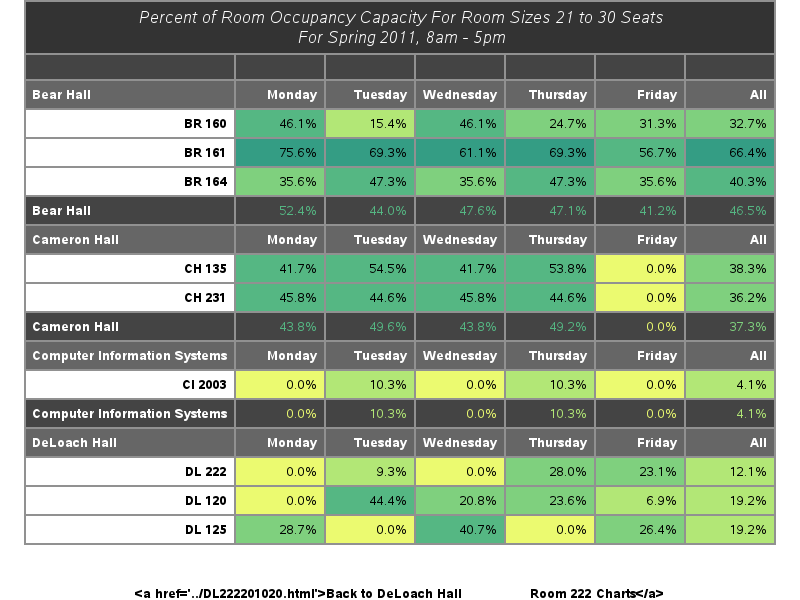 Percent of Room Occupancy Capacity For Room Sizes 21 to 30 Seats
For Spring 2011, 8am - 5pm
Bear Hall Monday Tuesday Wednesday Thursday Friday All
BR 160 46.1% 15.4% 46.1% 24.7% 31.3% 32.7%
BR 161 75.6% 69.3% 61.1% 69.3% 56.7% 66.4%
BR 164 35.6% 47.3% 35.6% 47.3% 35.6% 40.3%
Bear Hall 52.4% 44.0% 47.6% 47.1% 41.2% 46.5%
Cameron Hall Monday Tuesday Wednesday Thursday Friday All
CH 135 41.7% 54.5% 41.7% 53.8% 0.0% 38.3%
CH 231 45.8% 44.6% 45.8% 44.6% 0.0% 36.2%
Cameron Hall 43.8% 49.6% 43.8% 49.2% 0.0% 37.3%
Computer Information Systems Monday Tuesday Wednesday Thursday Friday All
CI 2003 0.0% 10.3% 0.0% 10.3% 0.0% 4.1%
Computer Information Systems 0.0% 10.3% 0.0% 10.3% 0.0% 4.1%
DeLoach Hall Monday Tuesday Wednesday Thursday Friday All
DL 222 0.0% 9.3% 0.0% 28.0% 23.1% 12.1%
DL 120 0.0% 44.4% 20.8% 23.6% 6.9% 19.2%
DL 125 28.7% 0.0% 40.7% 0.0% 26.4% 19.2%
<a href='../DL222201020.html'>Back to DeLoach Hall Room 222 Charts</a>